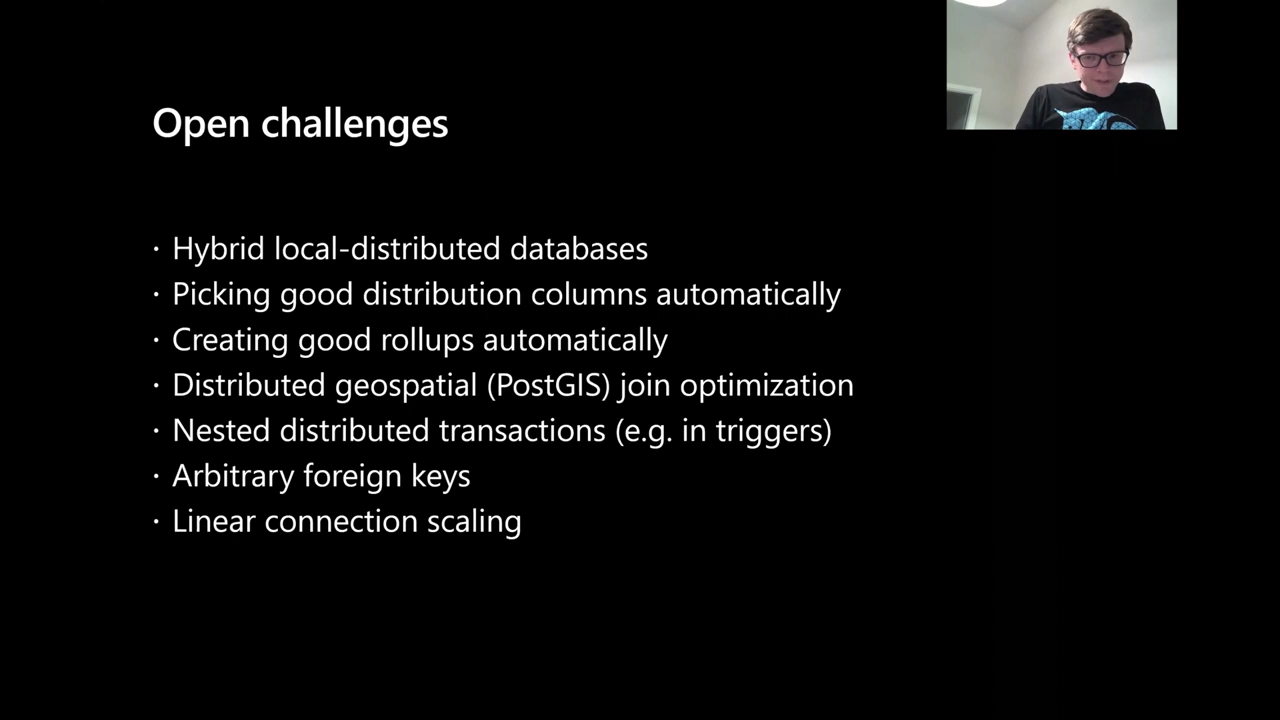 Open challenges
· Hybrid local-distributed databases
· Picking good distribution columns automatically
· Creating good rollups automatically
· Distributed geospatial (PostGIS) join optimization
· Nested distributed transactions (e.g. in triggers)
· Arbitrary foreign keys
· Linear connection scaling